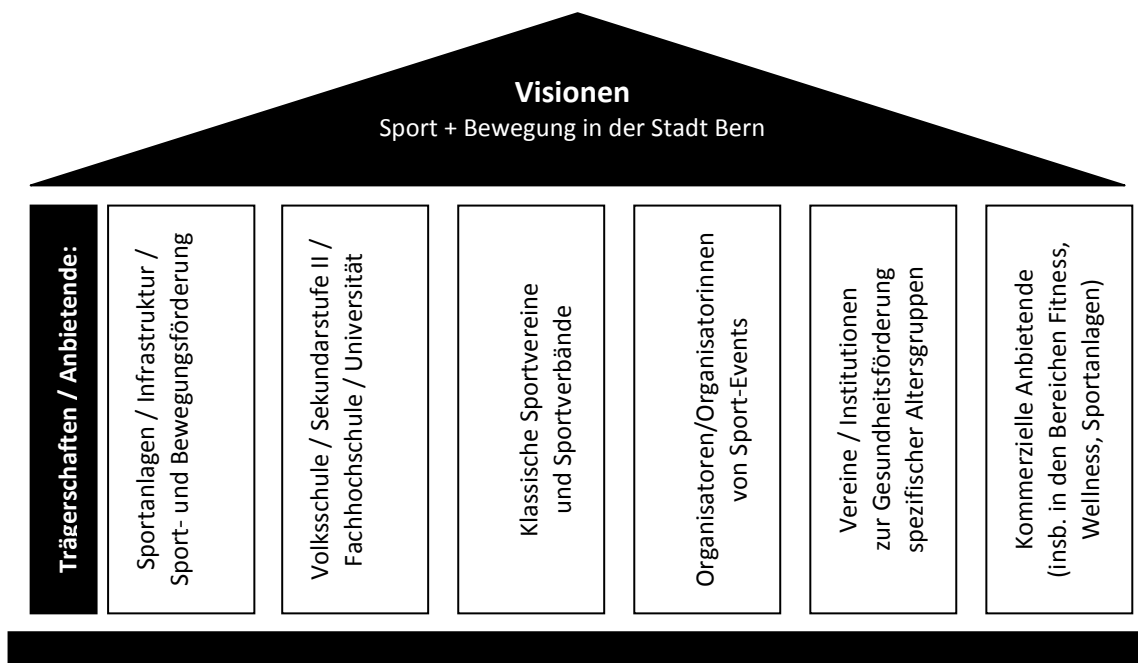 Visionen
Sport + Bewegung in der Stadt Bern
Trägerschaften / Anbietende:
Sportanlagen / Infrastruktur /
Sport- und Bewegungsförderung
Volksschule / Sekundarstufe II /
Fachhochschule / Universität
Klassische Sportvereine
und Sportverbände
Organisatoren/Organisatorinnen
von Sport-Events
Vereine / Institutionen
zur Gesundheitsförderung
spezifischer Altersgruppen
Kommerzielle Anbietende
(insb. in den Bereichen Fitness,
Wellness, Sportanlagen)